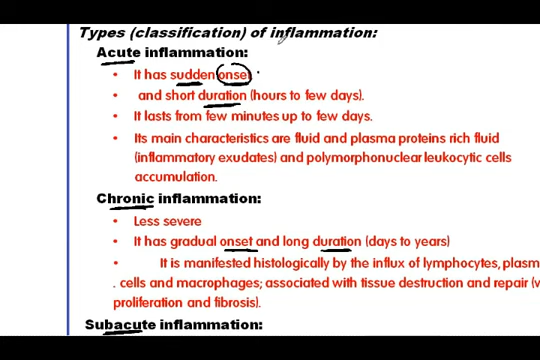 Types (classification) of inflammation:
Acute inflammation:
• It has sudden onset
• and short duration (hours to few days).
• It lasts from few minutes up to few days.
• Its main characteristics are fluid and plasma proteins rich fluid
(inflammatory exudates) and polymorphonuclear leukocytic cells
accumulation.
Chronic inflammation:
• Less severe
• It has gradual onset and long duration (days to years)
• It is manifested histologically by the influx of lymphocytes, plasm
. cells and macrophages; associated with tissue destruction and repair (v
proliferation and fibrosis).
Subacute inflammation: